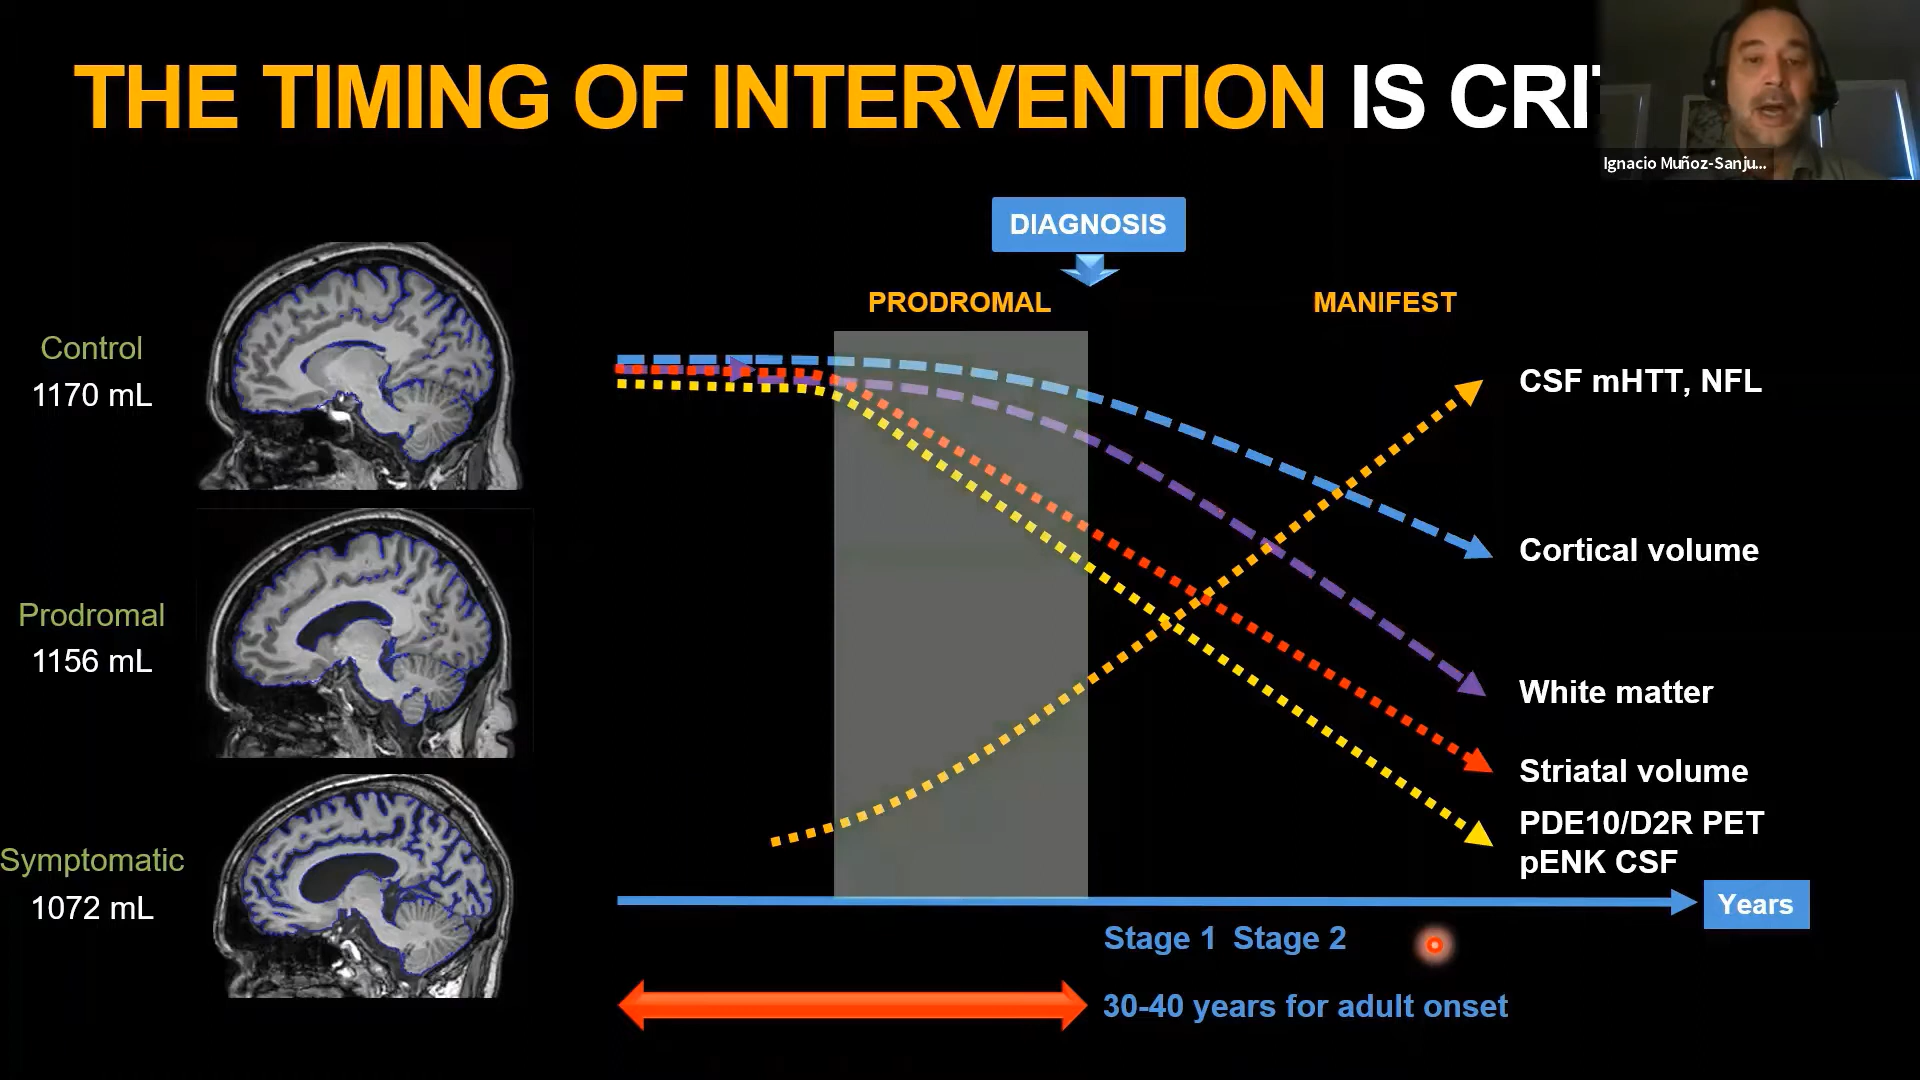 THE TIMING OF INTERVENTION IS CRIT
Ignacio Muñoz-Sanju...
DIAGNOSIS
PRODROMAL
MANIFEST
Control
1170 mL
Prodromal
1156 mL
Symptomatic
1072 mL
CSF mHTT, NFL
Cortical volume
White matter
Striatal volume
PDE10/D2R PET
pENK CSF
Years
Stage 1 Stage 2
30-40 years for adult onset